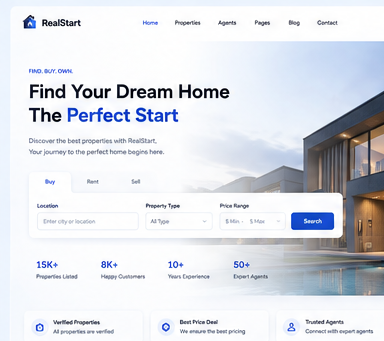 RealStart
Home Properties Agents Pages Blog Contact
FIND. BUY. OWN.
Find Your Dream Home
The Perfect Start
Discover the best properties with RealStart,
Your journey to the perfect home begins here.
Buy Rent Sell
Location Property Type Price Range
Enter city or location All Type $ Min - $ Max Search
15K+ 8K+ 10+ 50+
Properties Listed Happy Customers Years Experience Expert Agents
Verified Properties Best Price Deal Trusted Agents
All properties are verified We ensure the best pricing Connect with expert agents